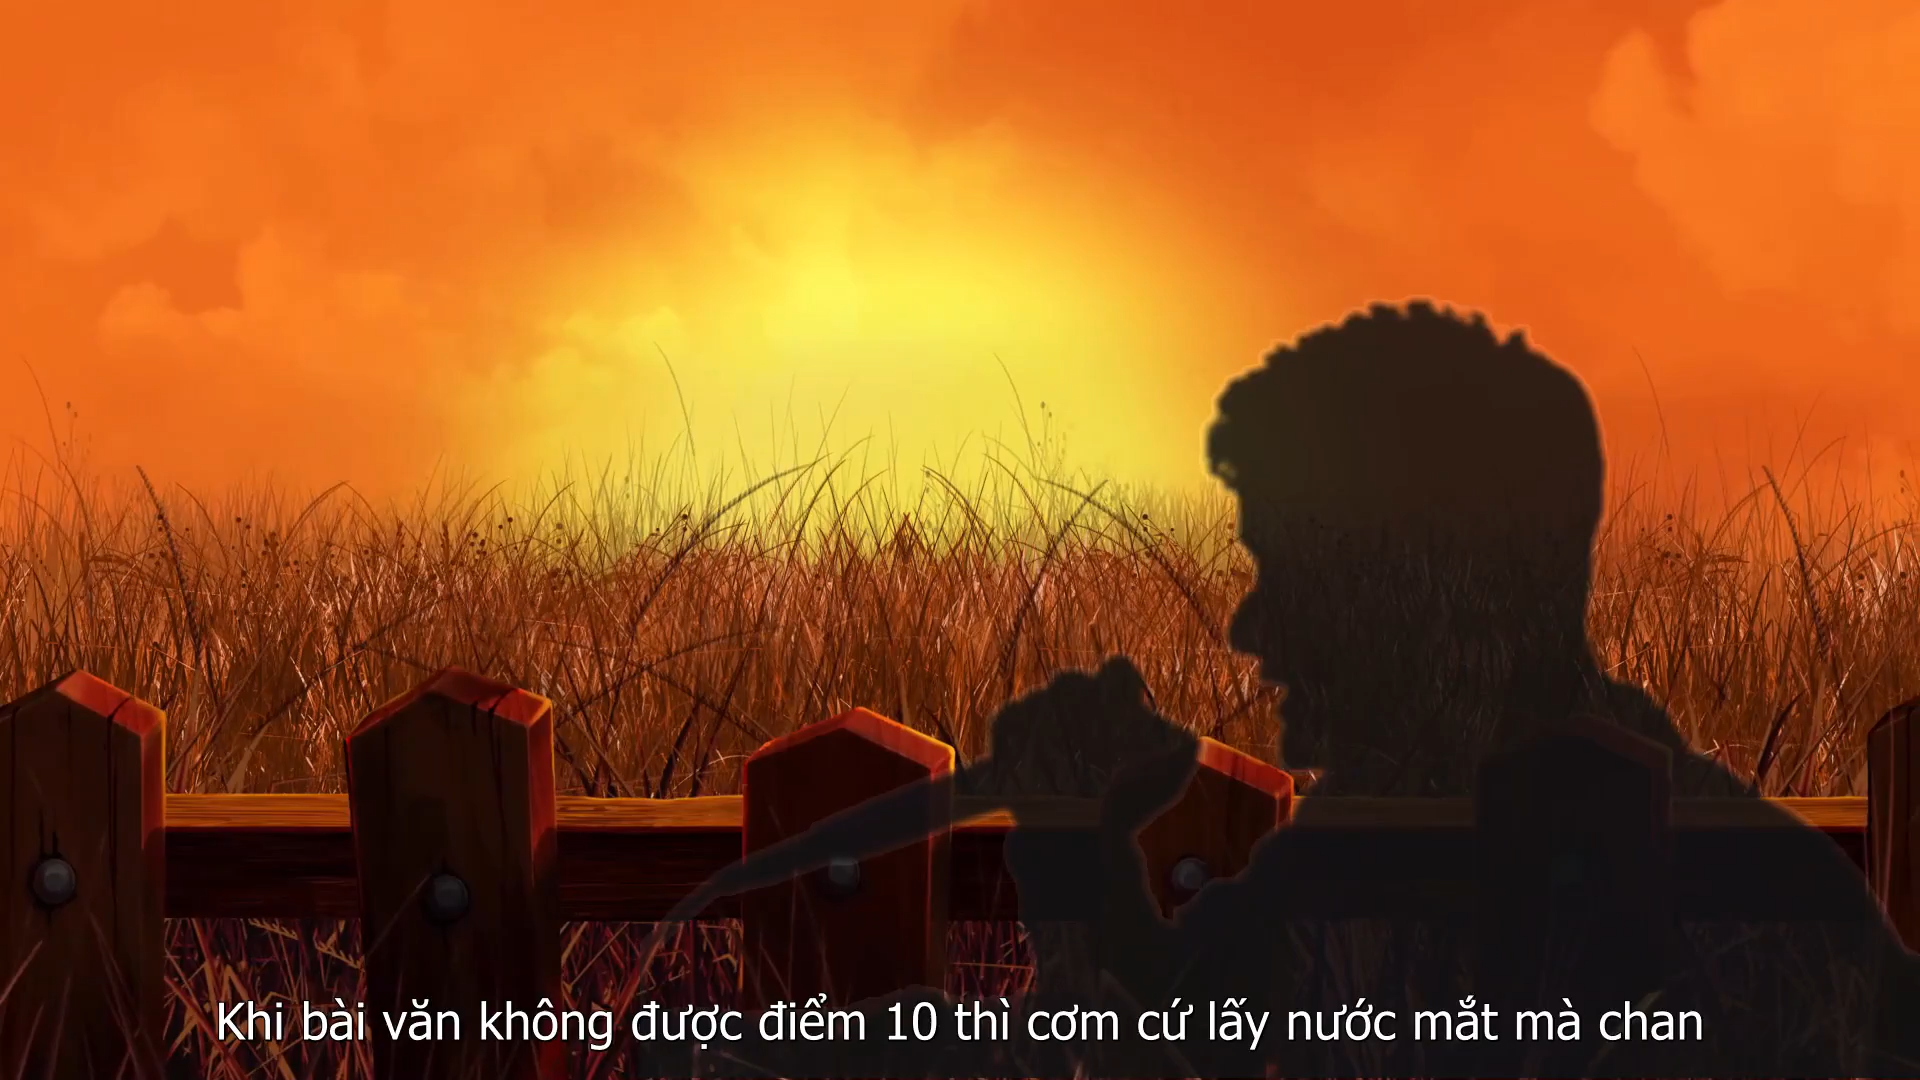 Khi bài văn không được điểm 10 thì cơm cứ lấy nước mắt mà chan